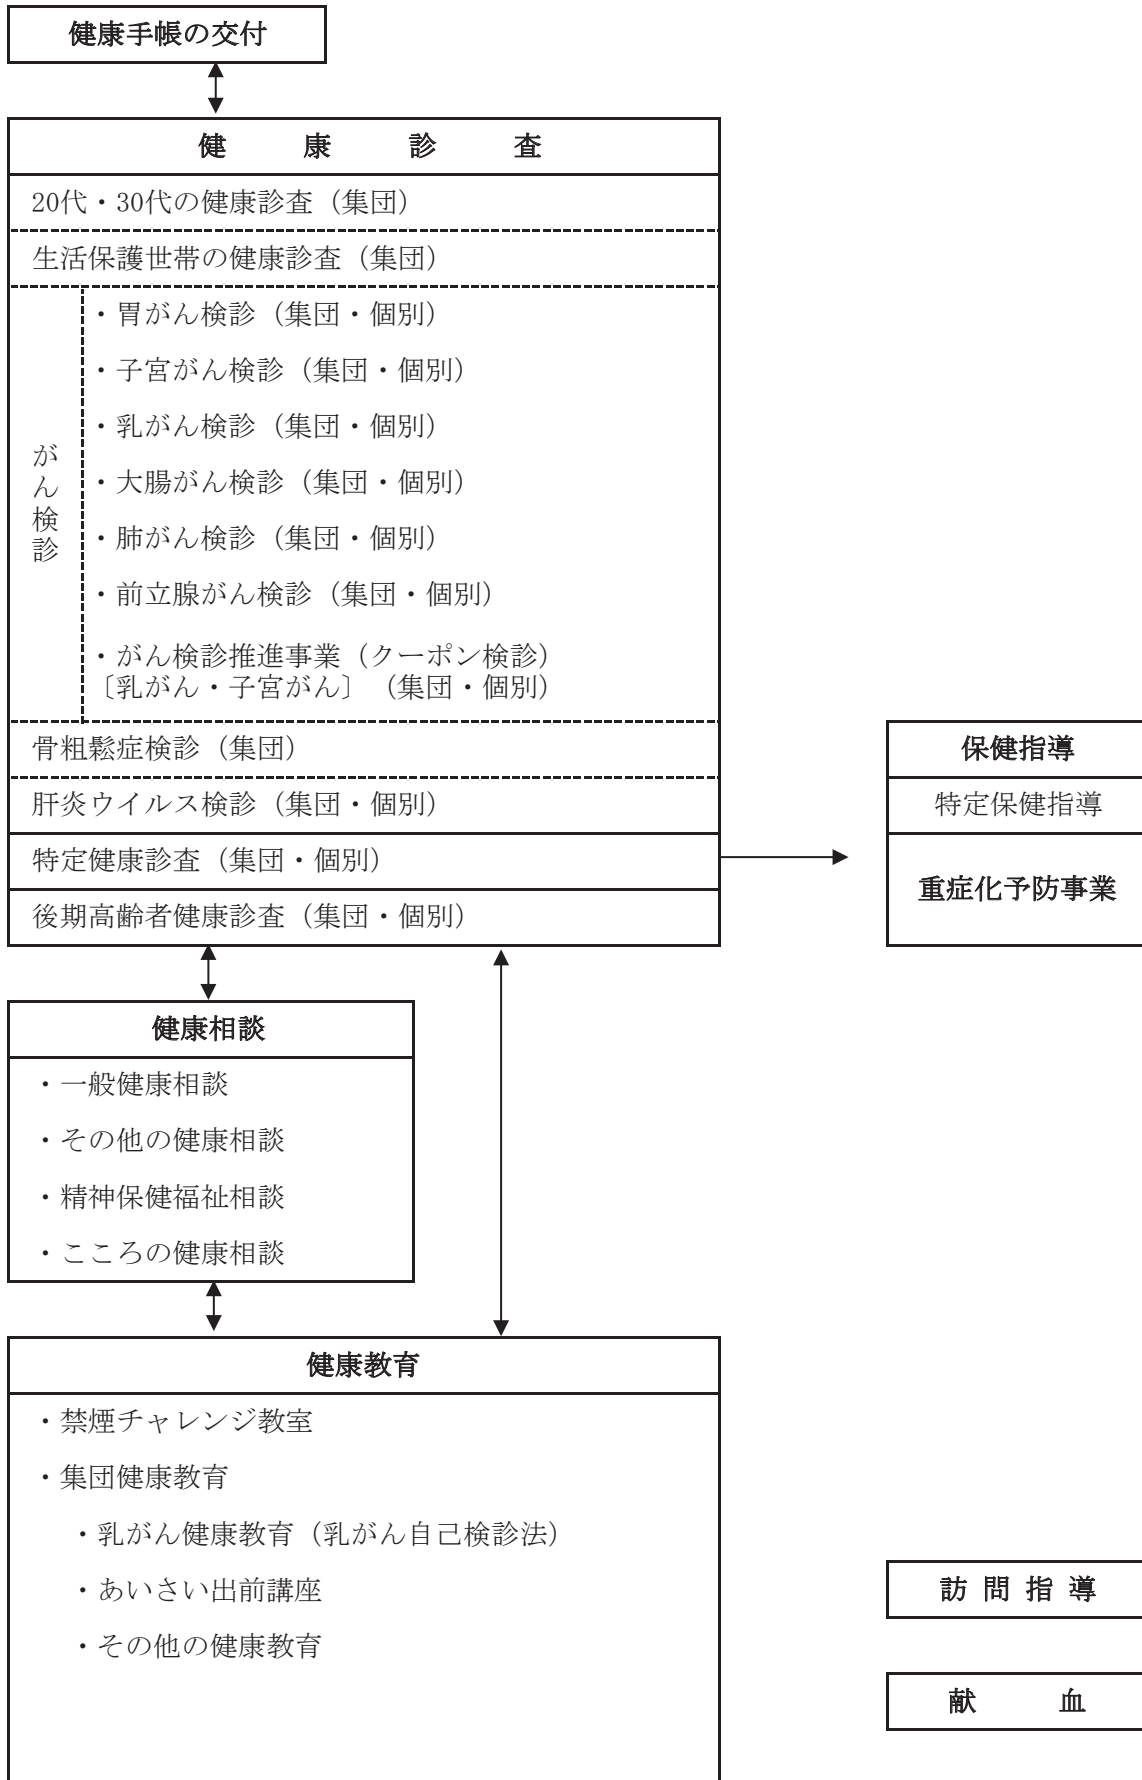 健康手帳の交付
健康診査
20代・30代の健康診査（集団）
生活保護世帯の健康診査（集団）
がん検診
・胃がん検診（集団・個別）
・子宮がん検診（集団・個別）
・乳がん検診（集団・個別）
・大腸がん検診（集団・個別）
・肺がん検診（集団・個別）
・前立腺がん検診（集団・個別）
・がん検診推進事業（クーポン検診）
〔乳がん・子宮がん〕（集団・個別）
骨粗鬆症検診（集団）
肝炎ウイルス検診（集団・個別）
特定健康診査（集団・個別）
後期高齢者健康診査（集団・個別）
保健指導
特定保健指導
重症化予防事業
健康相談
・一般健康相談
・その他の健康相談
・精神保健福祉相談
・こころの健康相談
健康教育
・禁煙チャレンジ教室
・集団健康教育
・乳がん健康教育（乳がん自己検診法）
・あいさい出前講座
・その他の健康教育
訪問指導
献血